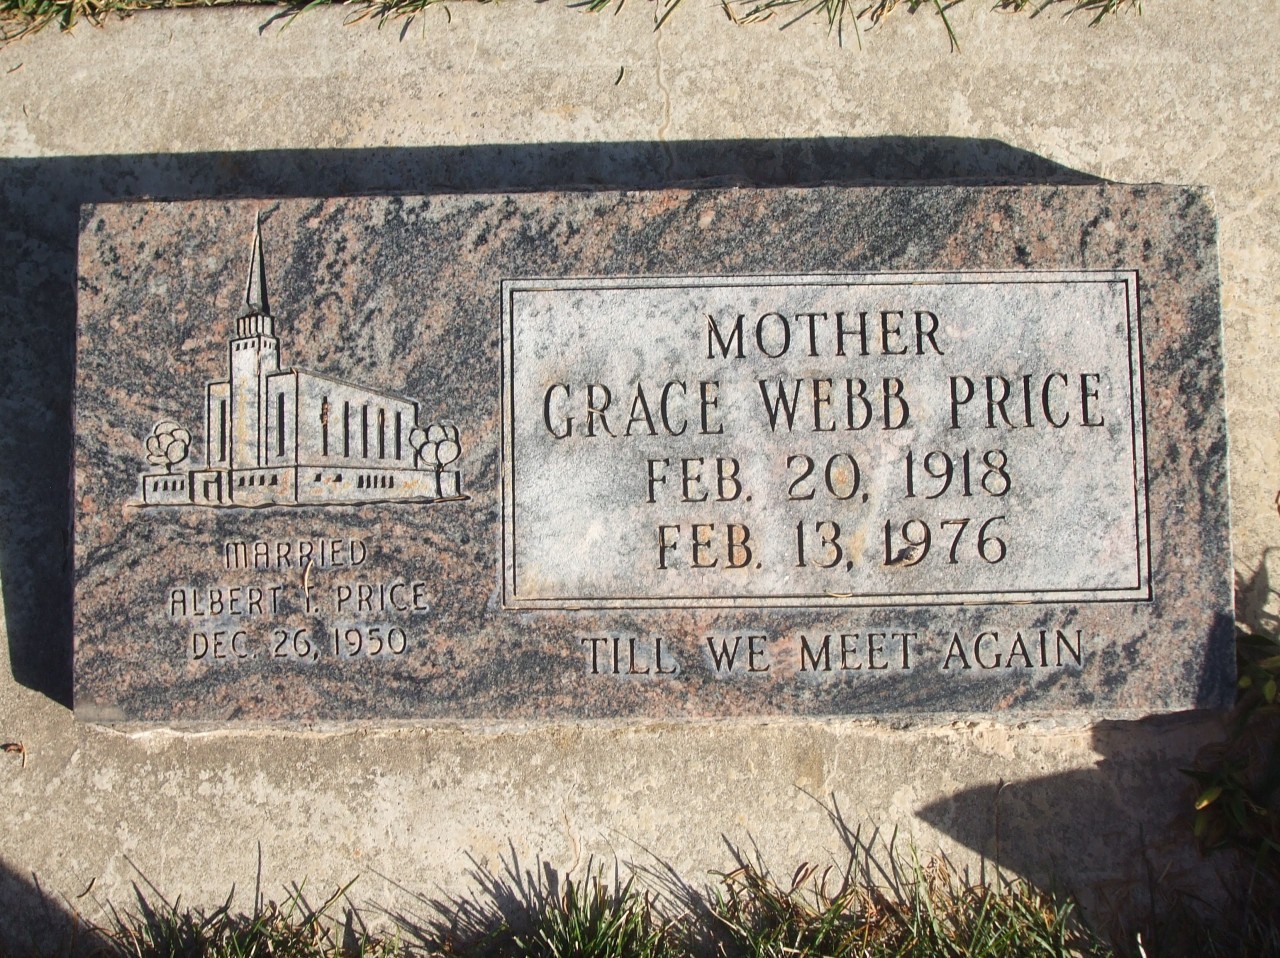 MOTHER
GRACE WEBB PRICE
FEB. 20, 1918
FEB. 13, 1976
TILL WE MEET AGAIN
MARRIED
ALBERT I. PRICE
DEC. 26, 1950